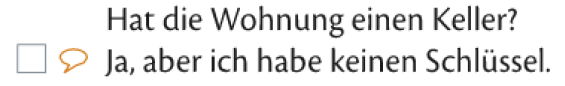 Hat die Wohnung einen Keller?
Ja, aber ich habe keinen Schlüssel.